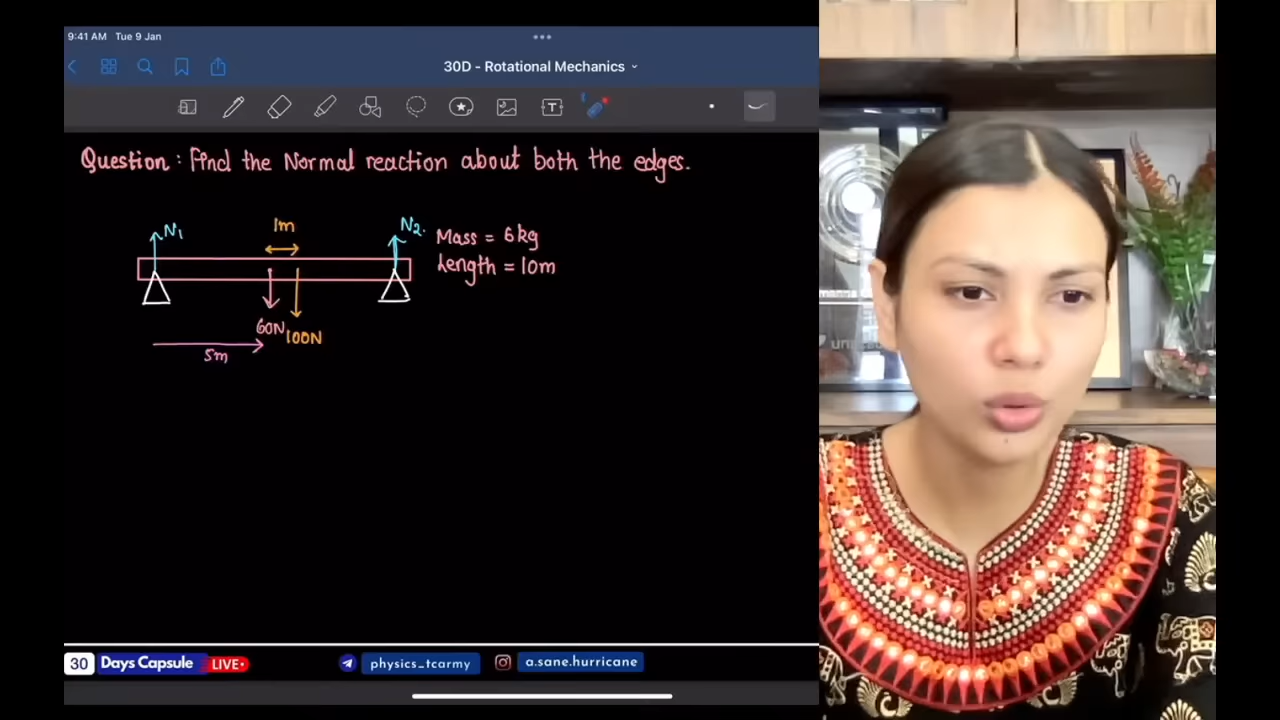 9:41 AM Tue 9 Jan
30D - Rotational Mechanics
Question: Find the Normal reaction about both the edges.
N1
1m
N2.
Mass = 6kg
Length = 10m
60N
100N
5m
30 Days Capsule LIVE
physics_tcarmy
a.sane.hurricane